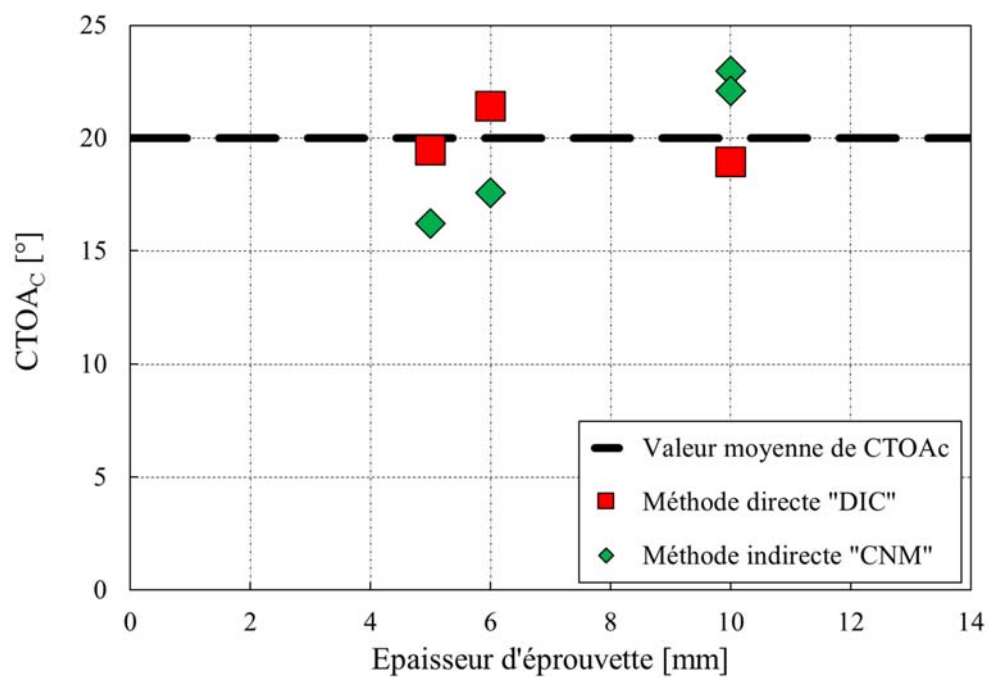 25
20
15
10
5
0
CTOAC [°]
0 2 4 6 8 10 12 14
Epaisseur d'éprouvette [mm]
Valeur moyenne de CTOAc
Méthode directe "DIC"
Méthode indirecte "CNM"